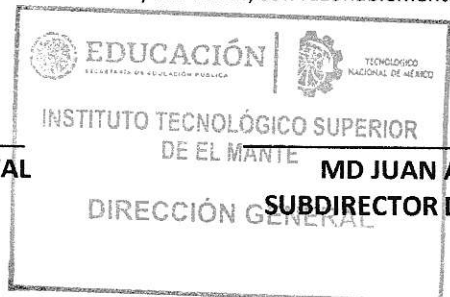 EDUCACIÓN
SECRETARÍA DE EDUCACIÓN PÚBLICA
TECNOLÓGICO
NACIONAL DE MÉXICO
INSTITUTO TECNOLÓGICO SUPERIOR
DE EL MANTE
AL
MD JUAN A
DIRECCIÓN GENERAL
SUBDIRECTOR D